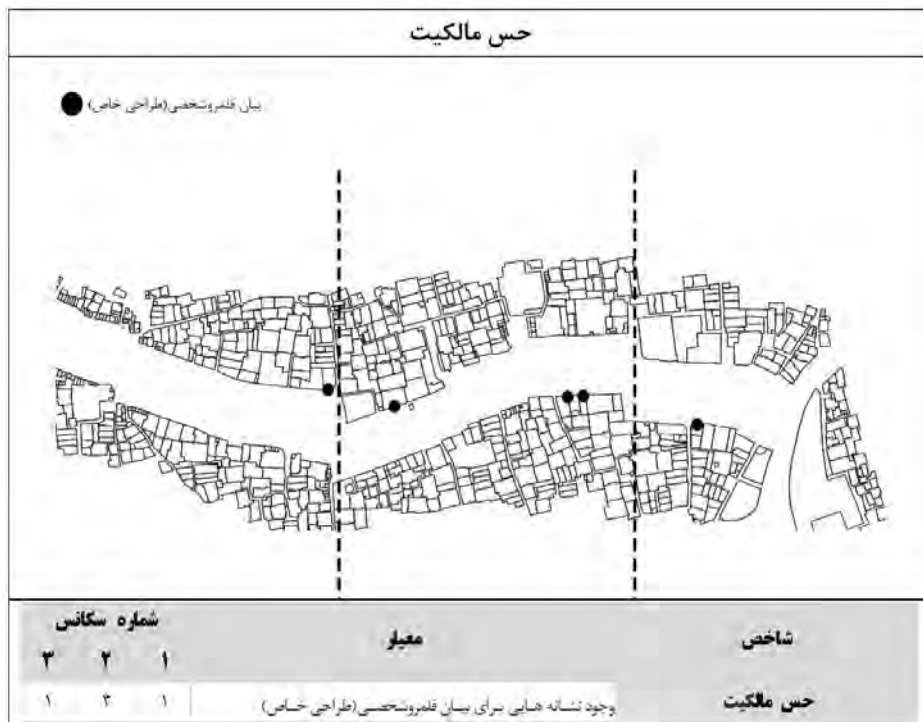 حس مالکیت
بیان قلمروشخصی(طراحی خاص)
شاخص معیار شماره سکانس
۱ ۲ ۳
حس مالکیت وجود نشانه هایی برای بیان قلمروشخصی(طراحی خاص) ۱ ۳ ۱